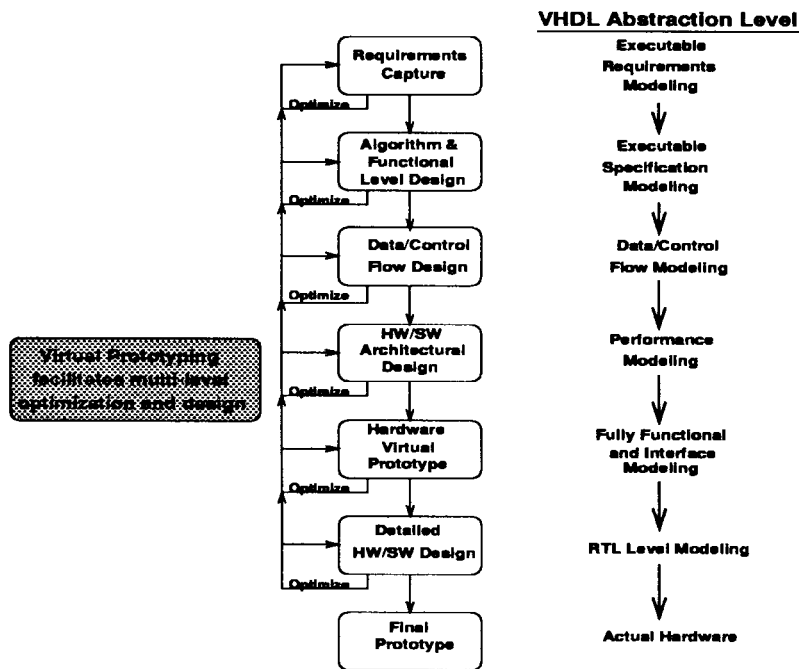 VHDL Abstraction Level
Requirements
Capture
Optimize
Algorithm &
Functional
Level Design
Optimize
Data/Control
Flow Design
Optimize
HW/SW
Architectural
Design
Optimize
Hardware
Virtual
Prototype
Optimize
Detailed
HW/SW Design
Optimize
Final
Prototype
Virtual Prototyping
facilitates multi-level
optimization and design
Executable
Requirements
Modeling
Executable
Specification
Modeling
Data/Control
Flow Modeling
Performance
Modeling
Fully Functional
and Interface
Modeling
RTL Level Modeling
Actual Hardware